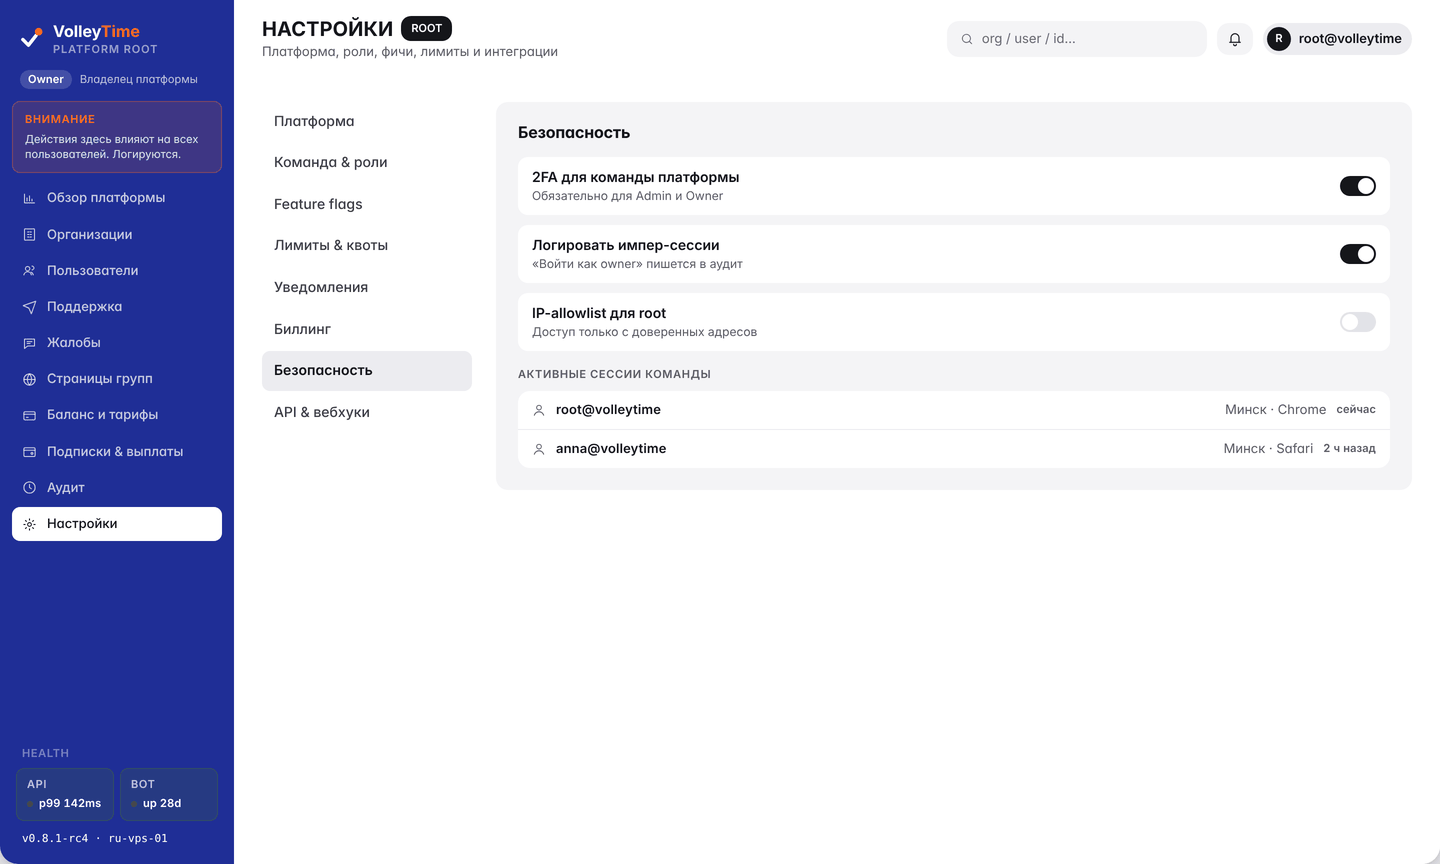 VolleyTime
PLATFORM ROOT
Owner Владелец платформы
ВНИМАНИЕ
Действия здесь влияют на всех
пользователей. Логируются.
Обзор платформы
Организации
Пользователи
Поддержка
Жалобы
Страницы групп
Баланс и тарифы
Подписки & выплаты
Аудит
Настройки
HEALTH
API
p99 142ms
BOT
up 28d
v0.8.1-rc4 · ru-vps-01
НАСТРОЙКИ ROOT
Платформа, роли, фичи, лимиты и интеграции
org / user / id...
R root@volleytime
Платформа
Команда & роли
Feature flags
Лимиты & квоты
Уведомления
Биллинг
Безопасность
API & вебхуки
Безопасность
2FA для команды платформы
Обязательно для Admin и Owner
Логировать импер-сессии
«Войти как owner» пишется в аудит
IP-allowlist для root
Доступ только с доверенных адресов
АКТИВНЫЕ СЕССИИ КОМАНДЫ
root@volleytime Минск · Chrome сейчас
anna@volleytime Минск · Safari 2 ч назад